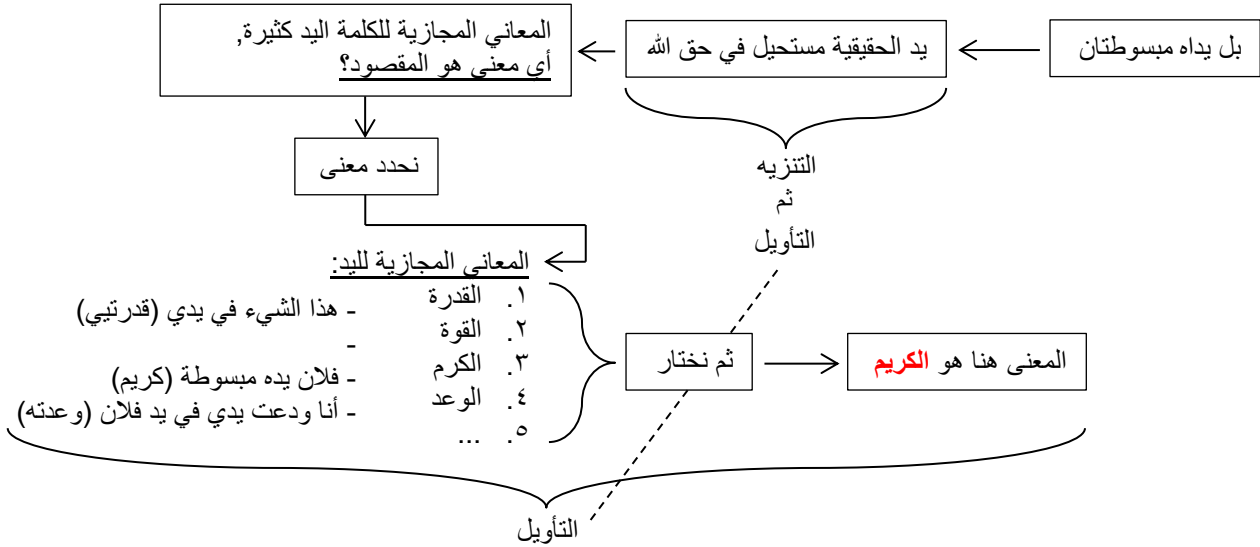 بل يداه مبسوطتان
يد الحقيقية مستحيل في حق الله
المعاني المجازية للكلمة اليد كثيرة,
أي معنى هو المقصود؟
التنزيه
ثم
التأويل
نحدد معنى
المعاني المجازية لليد:
١. القدرة
- هذا الشيء في يدي (قدرتيي)
٢. القوة
-
٣. الكرم
- فلان يده مبسوطة (كريم)
٤. الوعد
- أنا ودعت يدي في يد فلان (وعدته)
٥. ...
ثم نختار
المعنى هنا هو الكريم
التأويل